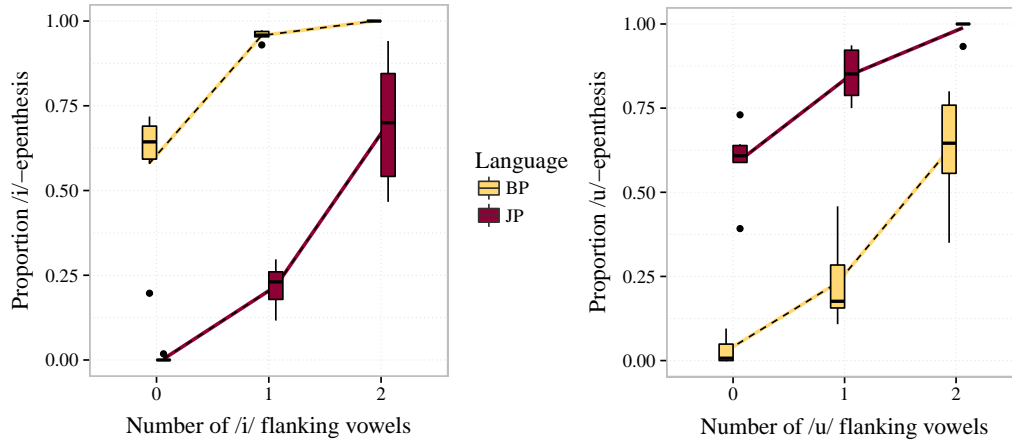 Proportion /i/−epenthesis
1.00
0.75
0.50
0.25
0.00
0 1 2
Number of /i/ flanking vowels
Language
BP
JP
Proportion /u/−epenthesis
1.00
0.75
0.50
0.25
0.00
0 1 2
Number of /u/ flanking vowels